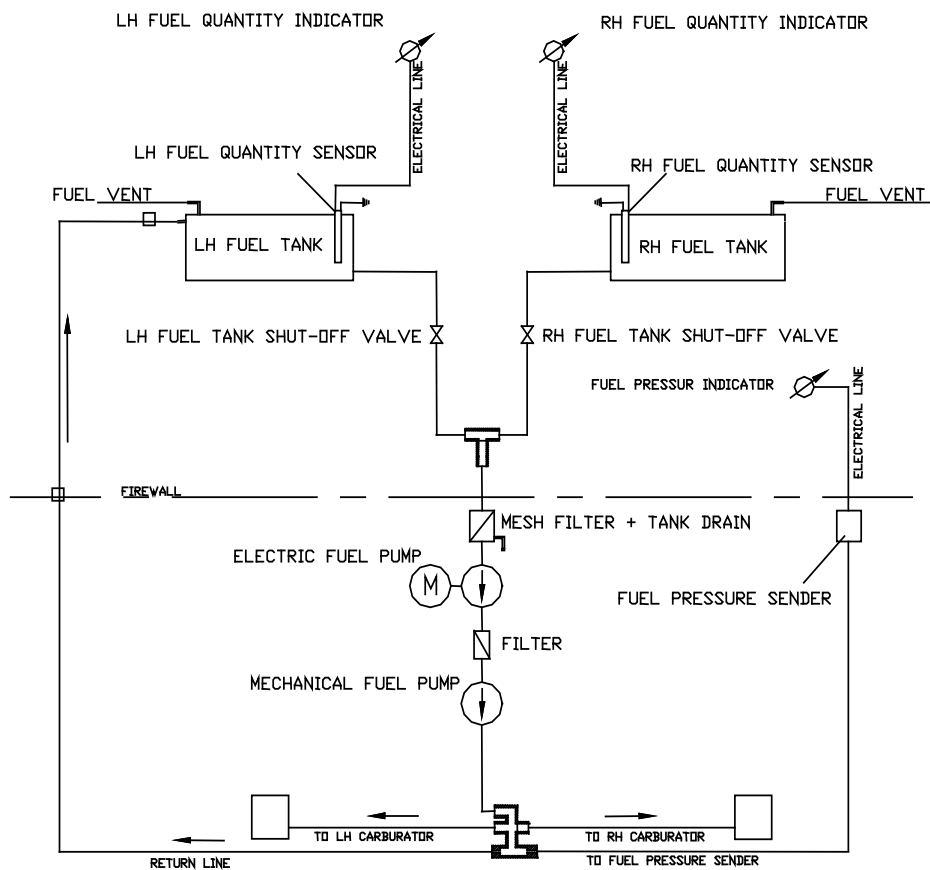 LH FUEL QUANTITY INDICATOR
RH FUEL QUANTITY INDICATOR
ELECTRICAL LINE
ELECTRICAL LINE
LH FUEL QUANTITY SENSOR
RH FUEL QUANTITY SENSOR
FUEL VENT
FUEL VENT
LH FUEL TANK
RH FUEL TANK
LH FUEL TANK SHUT-OFF VALVE
RH FUEL TANK SHUT-OFF VALVE
FUEL PRESSUR INDICATOR
ELECTRICAL LINE
FIREWALL
MESH FILTER + TANK DRAIN
ELECTRIC FUEL PUMP
M
FUEL PRESSURE SENDER
FILTER
MECHANICAL FUEL PUMP
TO LH CARBURATOR
TO RH CARBURATOR
RETURN LINE
TO FUEL PRESSURE SENDER